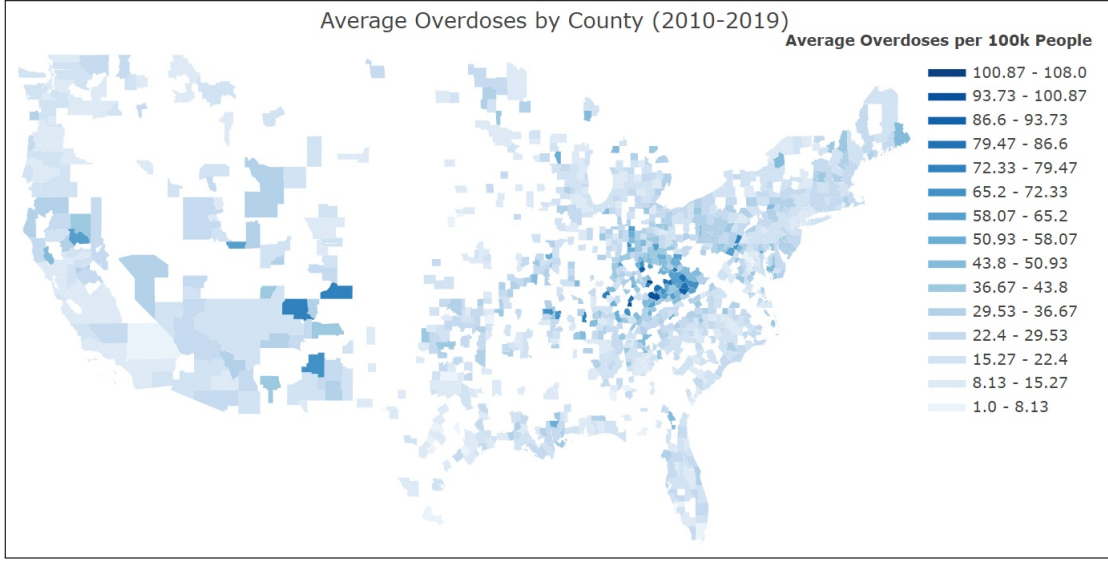 Average Overdoses by County (2010-2019)
Average Overdoses per 100k People
100.87 - 108.0
93.73 - 100.87
86.6 - 93.73
79.47 - 86.6
72.33 - 79.47
65.2 - 72.33
58.07 - 65.2
50.93 - 58.07
43.8 - 50.93
36.67 - 43.8
29.53 - 36.67
22.4 - 29.53
15.27 - 22.4
8.13 - 15.27
1.0 - 8.13